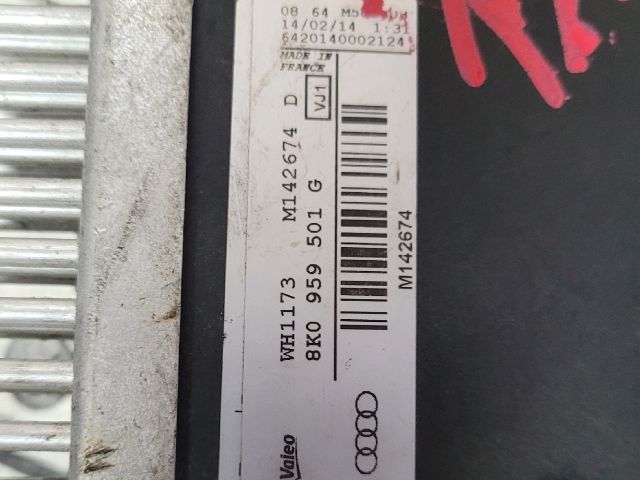 08 64
14/02/14 1:31
6420140002124
MADE IN
FRANCE
VJ1
WH1173 M142674 D
8K0 959 501 G
M142674
Valeo